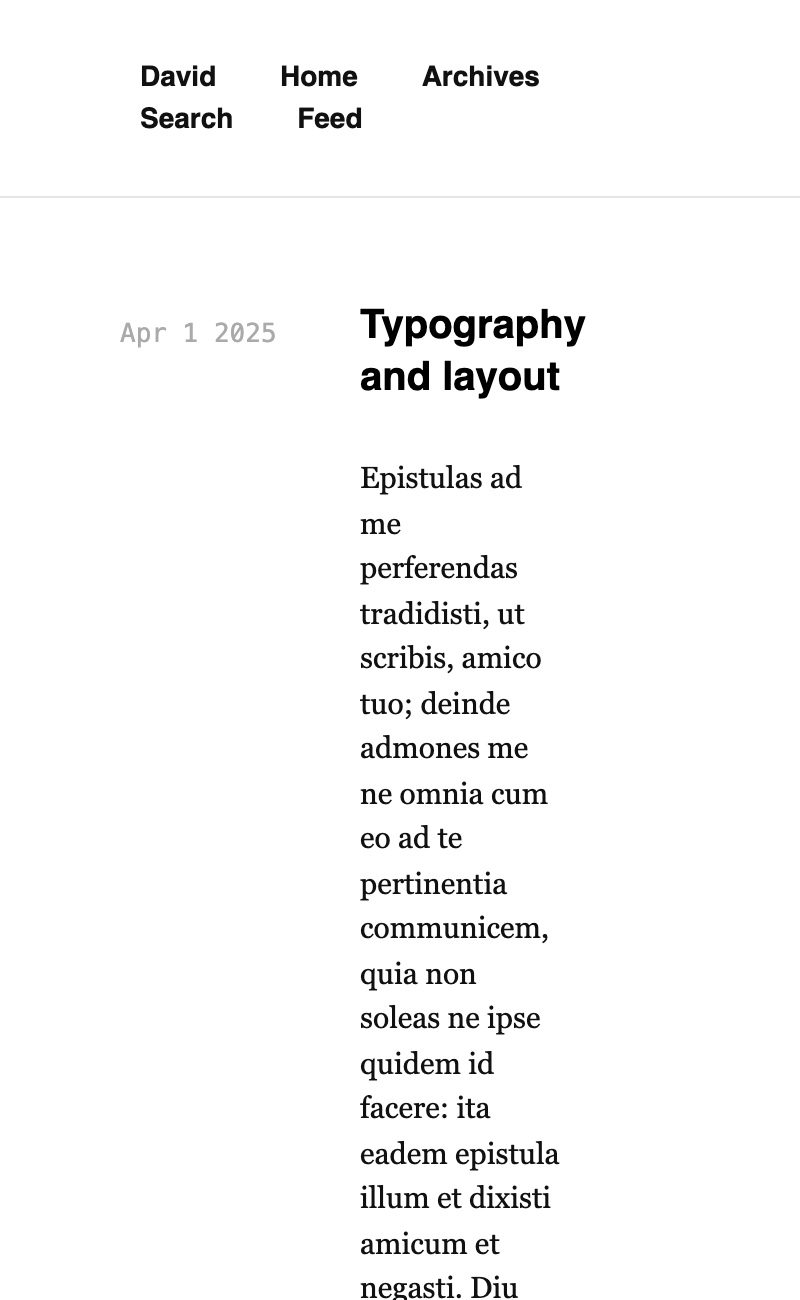 David Home Archives
Search Feed
Apr 1 2025
Typography
and layout
Epistulas ad
me
perferendas
tradidisti, ut
scribis, amico
tuo; deinde
admones me
ne omnia cum
eo ad te
pertinentia
communicem,
quia non
soleas ne ipse
quidem id
facere: ita
eadem epistula
illum et dixisti
amicum et
negasti. Diu